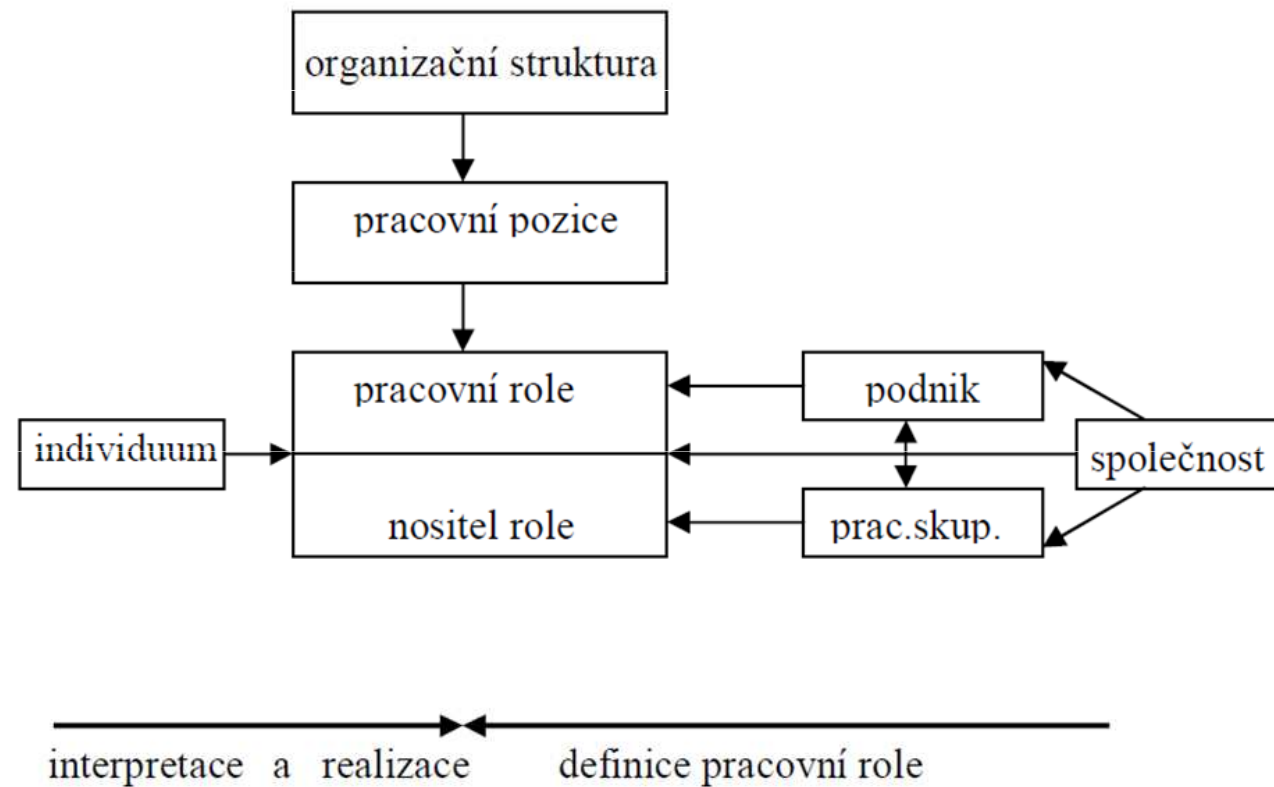 organizační struktura
pracovní pozice
pracovní role
podnik
individuum
společnost
nositel role
prac.skup.
interpretace a realizace
definice pracovní role